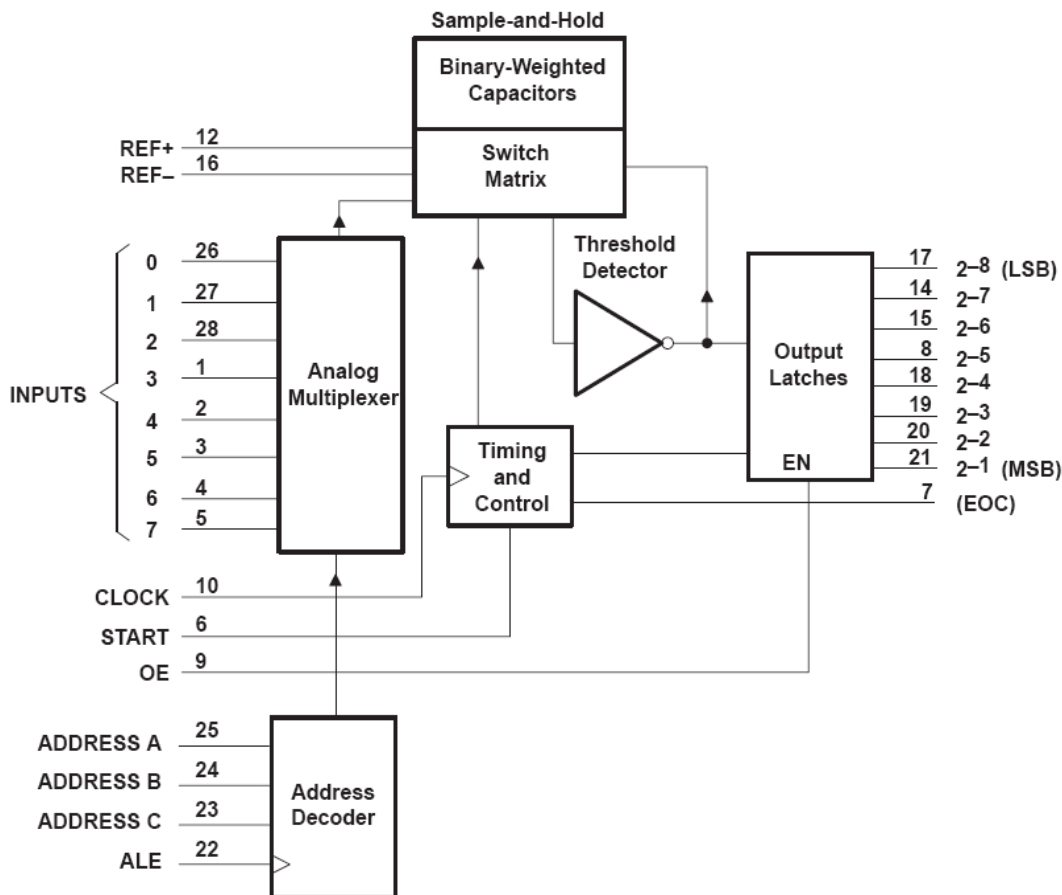 Sample-and-Hold
Binary-Weighted
Capacitors
Switch
Matrix
REF+ 12
REF– 16
Threshold
Detector
INPUTS
0 26
1 27
2 28
3 1
4 2
5 3
6 4
7 5
Analog
Multiplexer
Timing
and
Control
Output
Latches
EN
17 2–8 (LSB)
14 2–7
15 2–6
8 2–5
18 2–4
19 2–3
20 2–2
21 2–1 (MSB)
7 (EOC)
CLOCK 10
START 6
OE 9
ADDRESS A 25
ADDRESS B 24
ADDRESS C 23
ALE 22
Address
Decoder